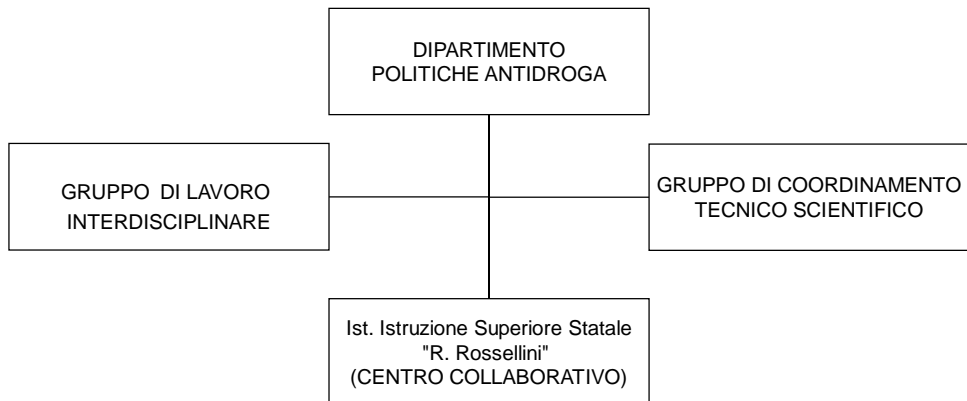 DIPARTIMENTO
POLITICHE ANTIDROGA
GRUPPO DI LAVORO
INTERDISCIPLINARE
GRUPPO DI COORDINAMENTO
TECNICO SCIENTIFICO
Ist. Istruzione Superiore Statale
"R. Rossellini"
(CENTRO COLLABORATIVO)